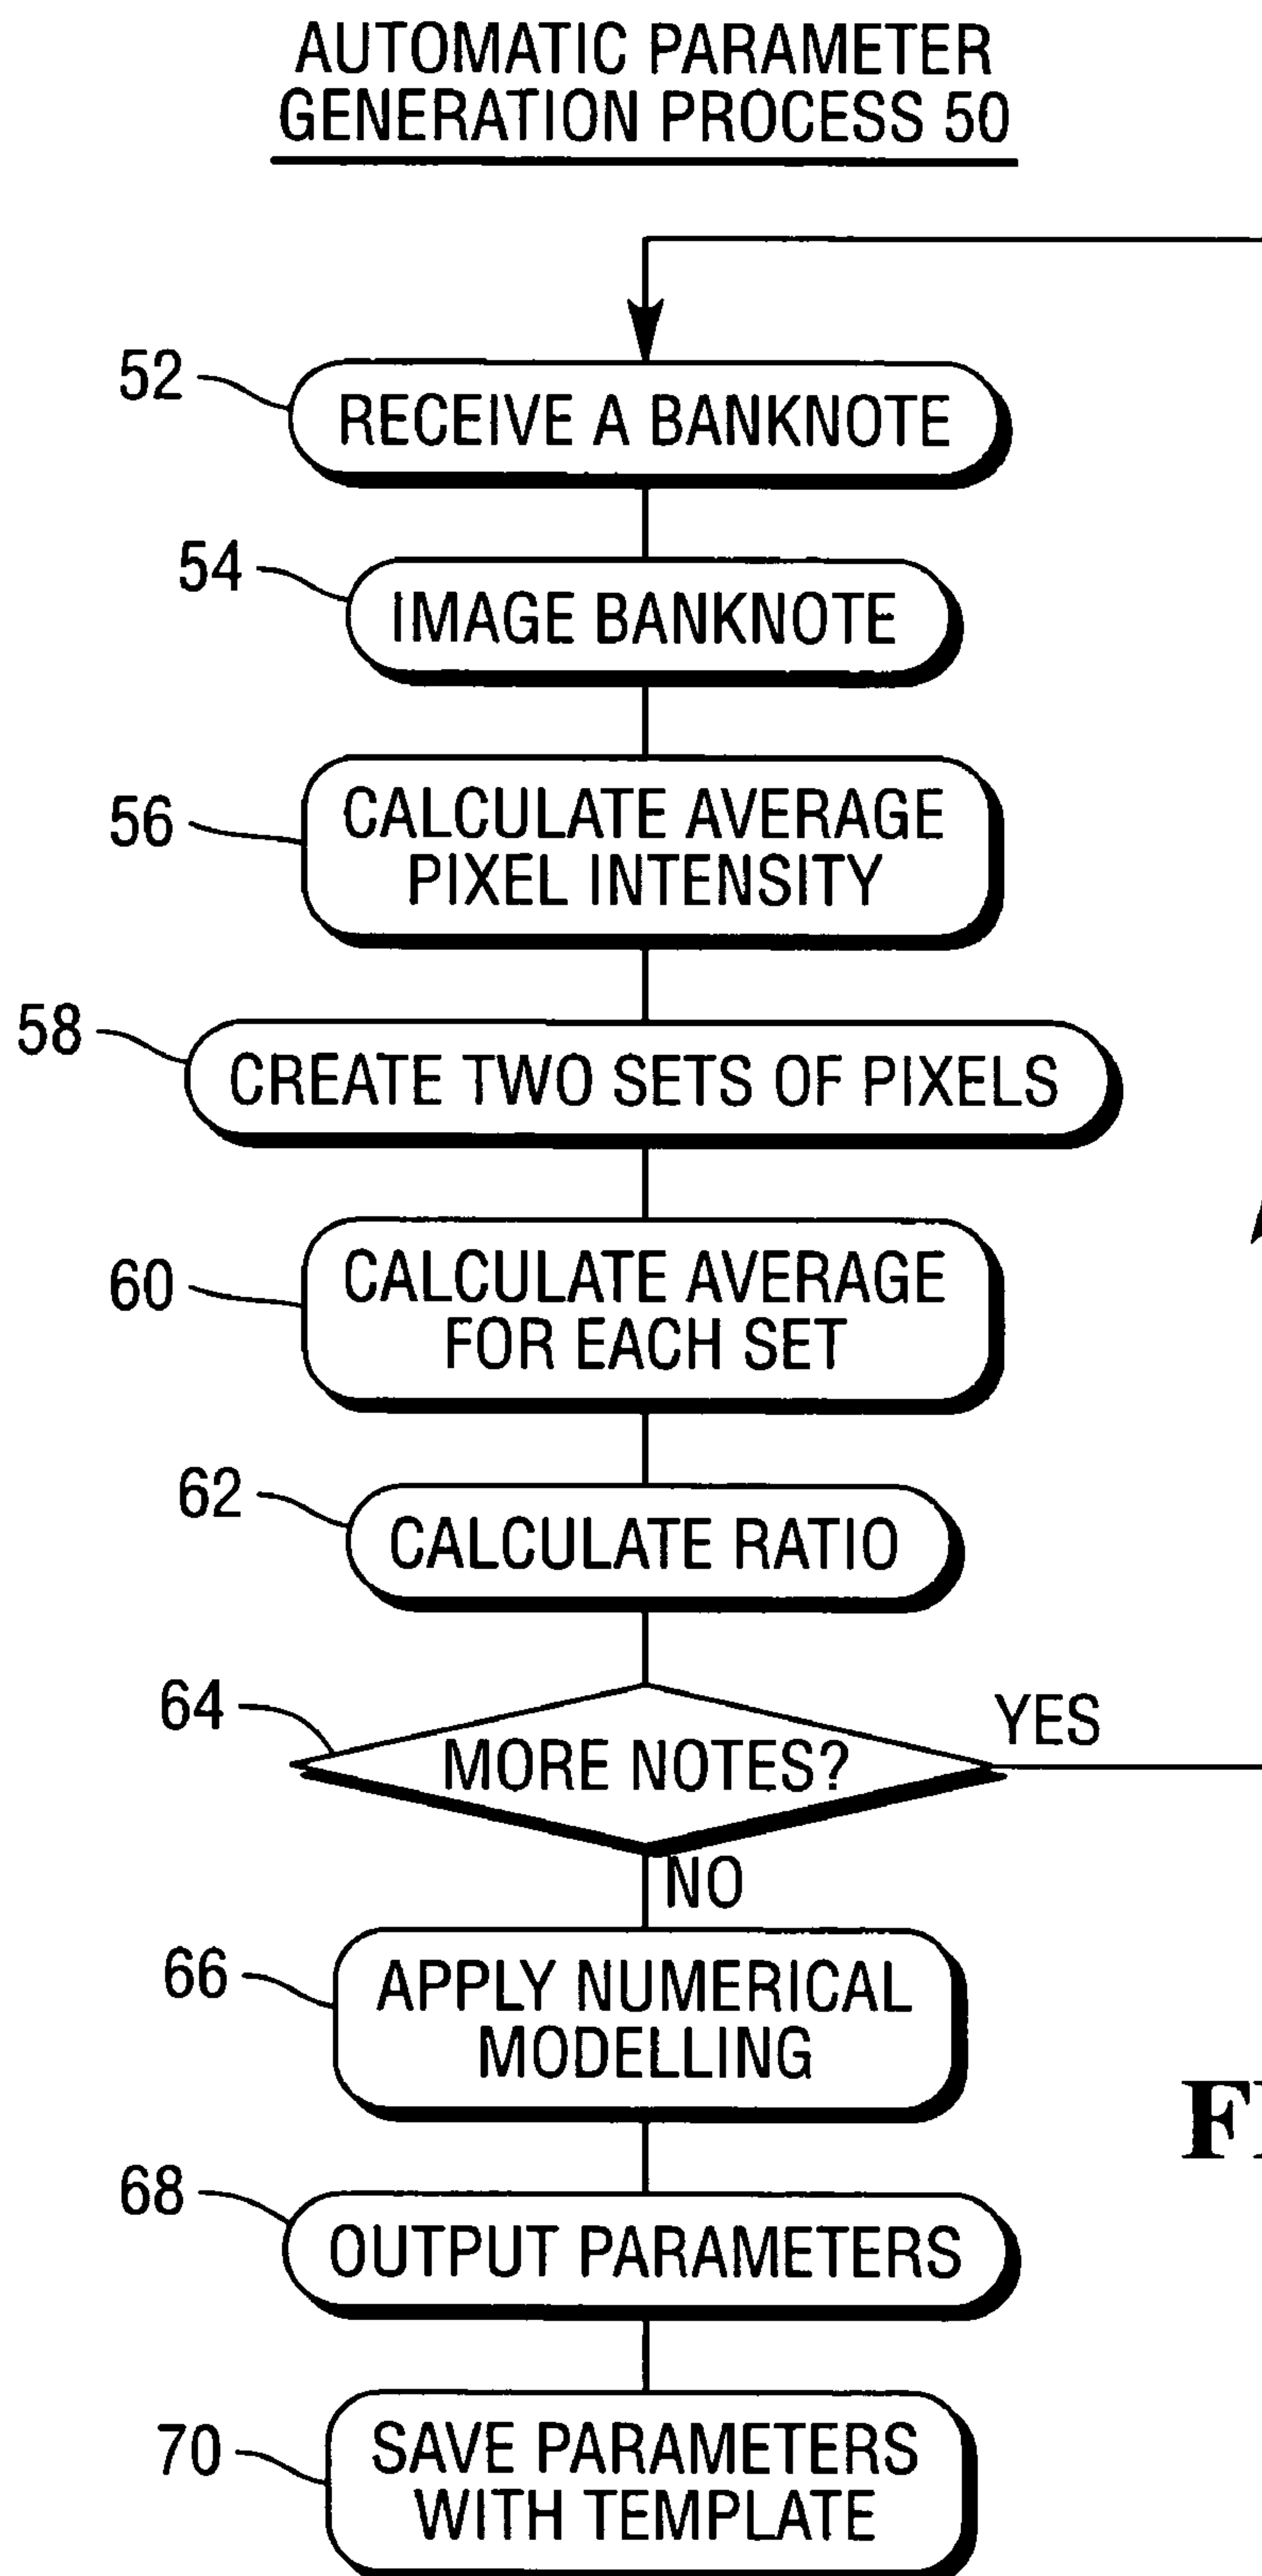 AUTOMATIC PARAMETER
GENERATION PROCESS 50
52
RECEIVE A BANKNOTE
54
IMAGE BANKNOTE
56
CALCULATE AVERAGE
PIXEL INTENSITY
58
CREATE TWO SETS OF PIXELS
60
CALCULATE AVERAGE
FOR EACH SET
62
CALCULATE RATIO
64
MORE NOTES?
YES
NO
66
APPLY NUMERICAL
MODELLING
68
OUTPUT PARAMETERS
70
SAVE PARAMETERS
WITH TEMPLATE